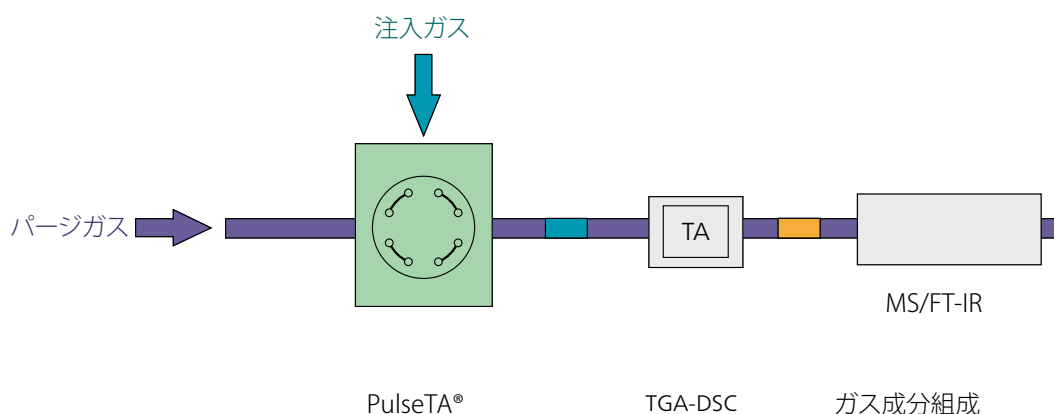 注入ガス
パージガス
TA
MS/FT-IR
PulseTA®
TGA-DSC
ガス成分組成